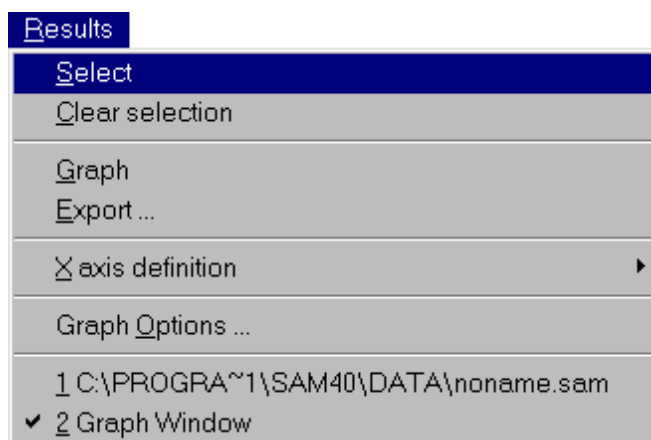 Results
Select
Clear selection
Graph
Export ...
X axis definition
Graph Options ...
1 C:\PROGRA~1\SAM40\DATA\noname.sam
2 Graph Window